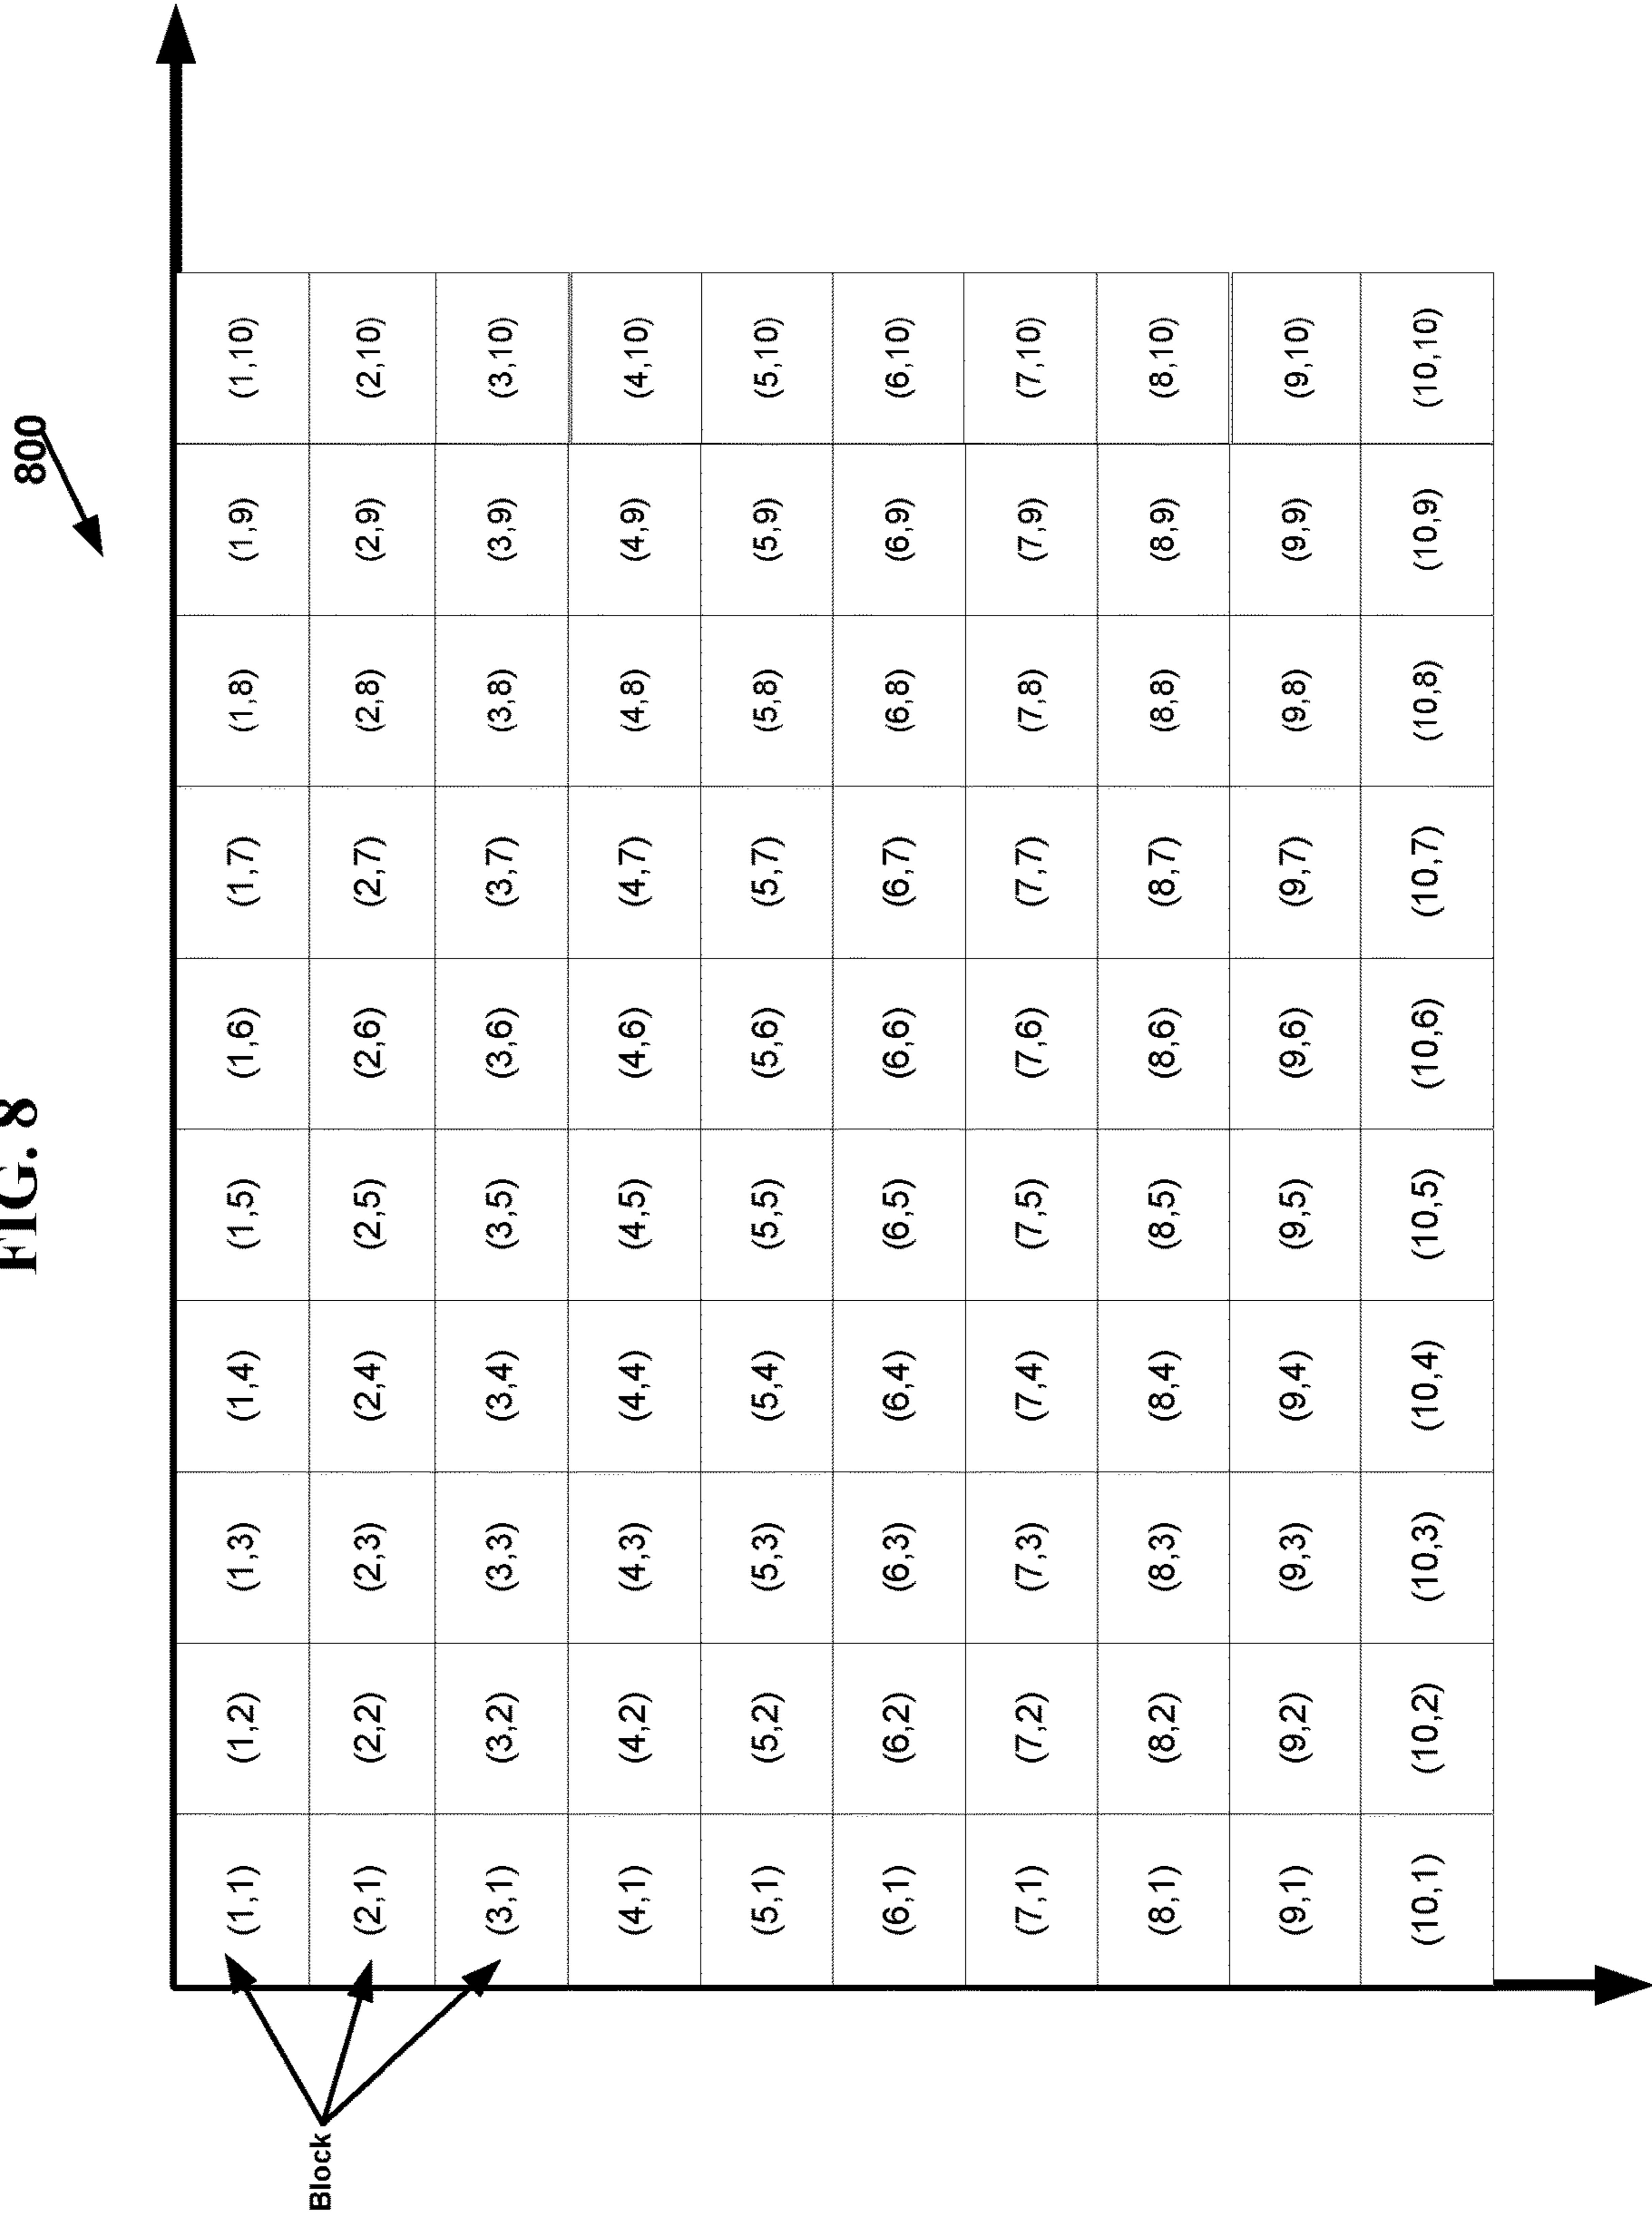 FIG. 8
800
(1,1) (1,2) (1,3) (1,4) (1,5) (1,6) (1,7) (1,8) (1,9) (1,10)
Block
(2,1) (2,2) (2,3) (2,4) (2,5) (2,6) (2,7) (2,8) (2,9) (2,10)
(3,1) (3,2) (3,3) (3,4) (3,5) (3,6) (3,7) (3,8) (3,9) (3,10)
(4,1) (4,2) (4,3) (4,4) (4,5) (4,6) (4,7) (4,8) (4,9) (4,10)
(5,1) (5,2) (5,3) (5,4) (5,5) (5,6) (5,7) (5,8) (5,9) (5,10)
(6,1) (6,2) (6,3) (6,4) (6,5) (6,6) (6,7) (6,8) (6,9) (6,10)
(7,1) (7,2) (7,3) (7,4) (7,5) (7,6) (7,7) (7,8) (7,9) (7,10)
(8,1) (8,2) (8,3) (8,4) (8,5) (8,6) (8,7) (8,8) (8,9) (8,10)
(9,1) (9,2) (9,3) (9,4) (9,5) (9,6) (9,7) (9,8) (9,9) (9,10)
(10,1) (10,2) (10,3) (10,4) (10,5) (10,6) (10,7) (10,8) (10,9) (10,10)